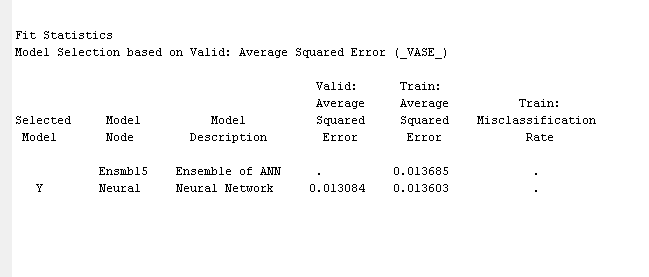 Fit Statistics
Model Selection based on Valid: Average Squared Error (_VASE_)
Valid: Train:
Average Average Train:
Selected Model Model Squared Squared Misclassification
Model Node Description Error Error Rate
Ensmbl5 Ensemble of ANN . 0.013685 .
Y Neural Neural Network 0.013084 0.013603 .